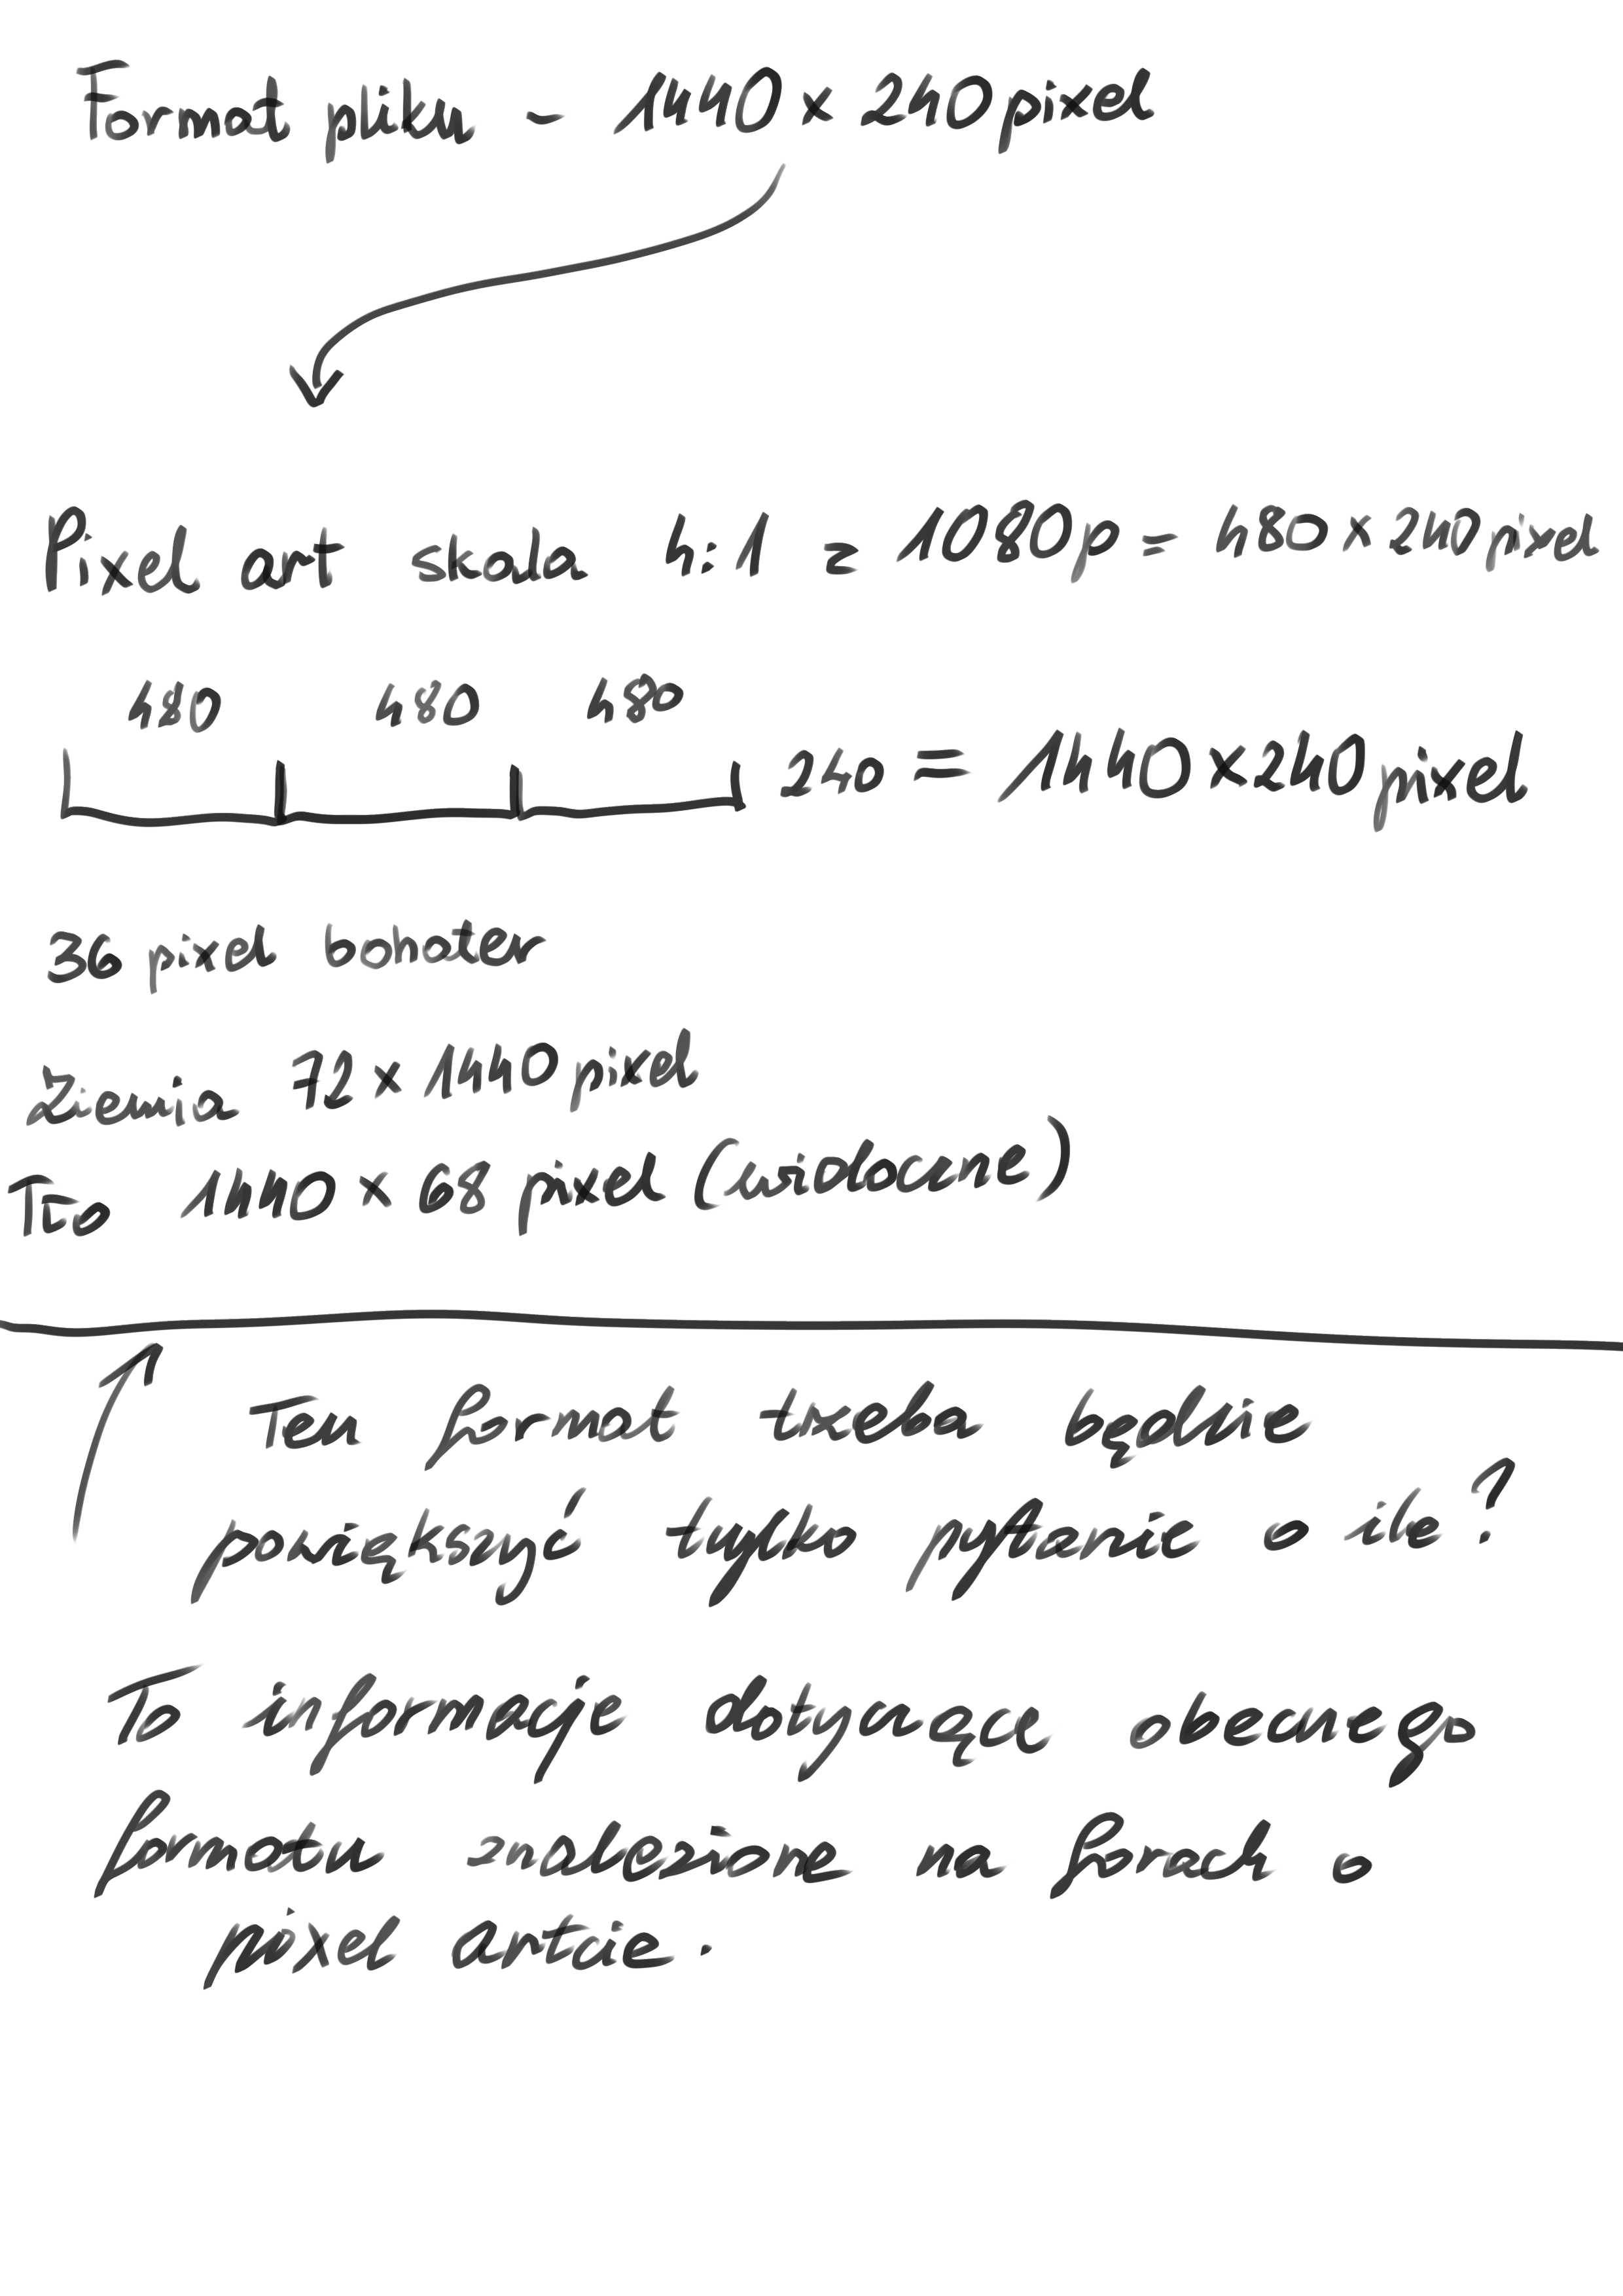 Format pliku - 1440 x 240 pixel
Pixel art skala 4:1 z 1080p = 480 x 240 pixel
480 480 480
240 = 1440x240 pixel
36 pixel bohater
Ziemia 72 x 1440 pixel
Tło 1440 x 68 pixel (widoczne)
Ten format trzeba będzie
powiększyć tylko pytanie o ile?
To informacje dotyczące obecnego
formatu znalezione na forach o
pixel artcie.